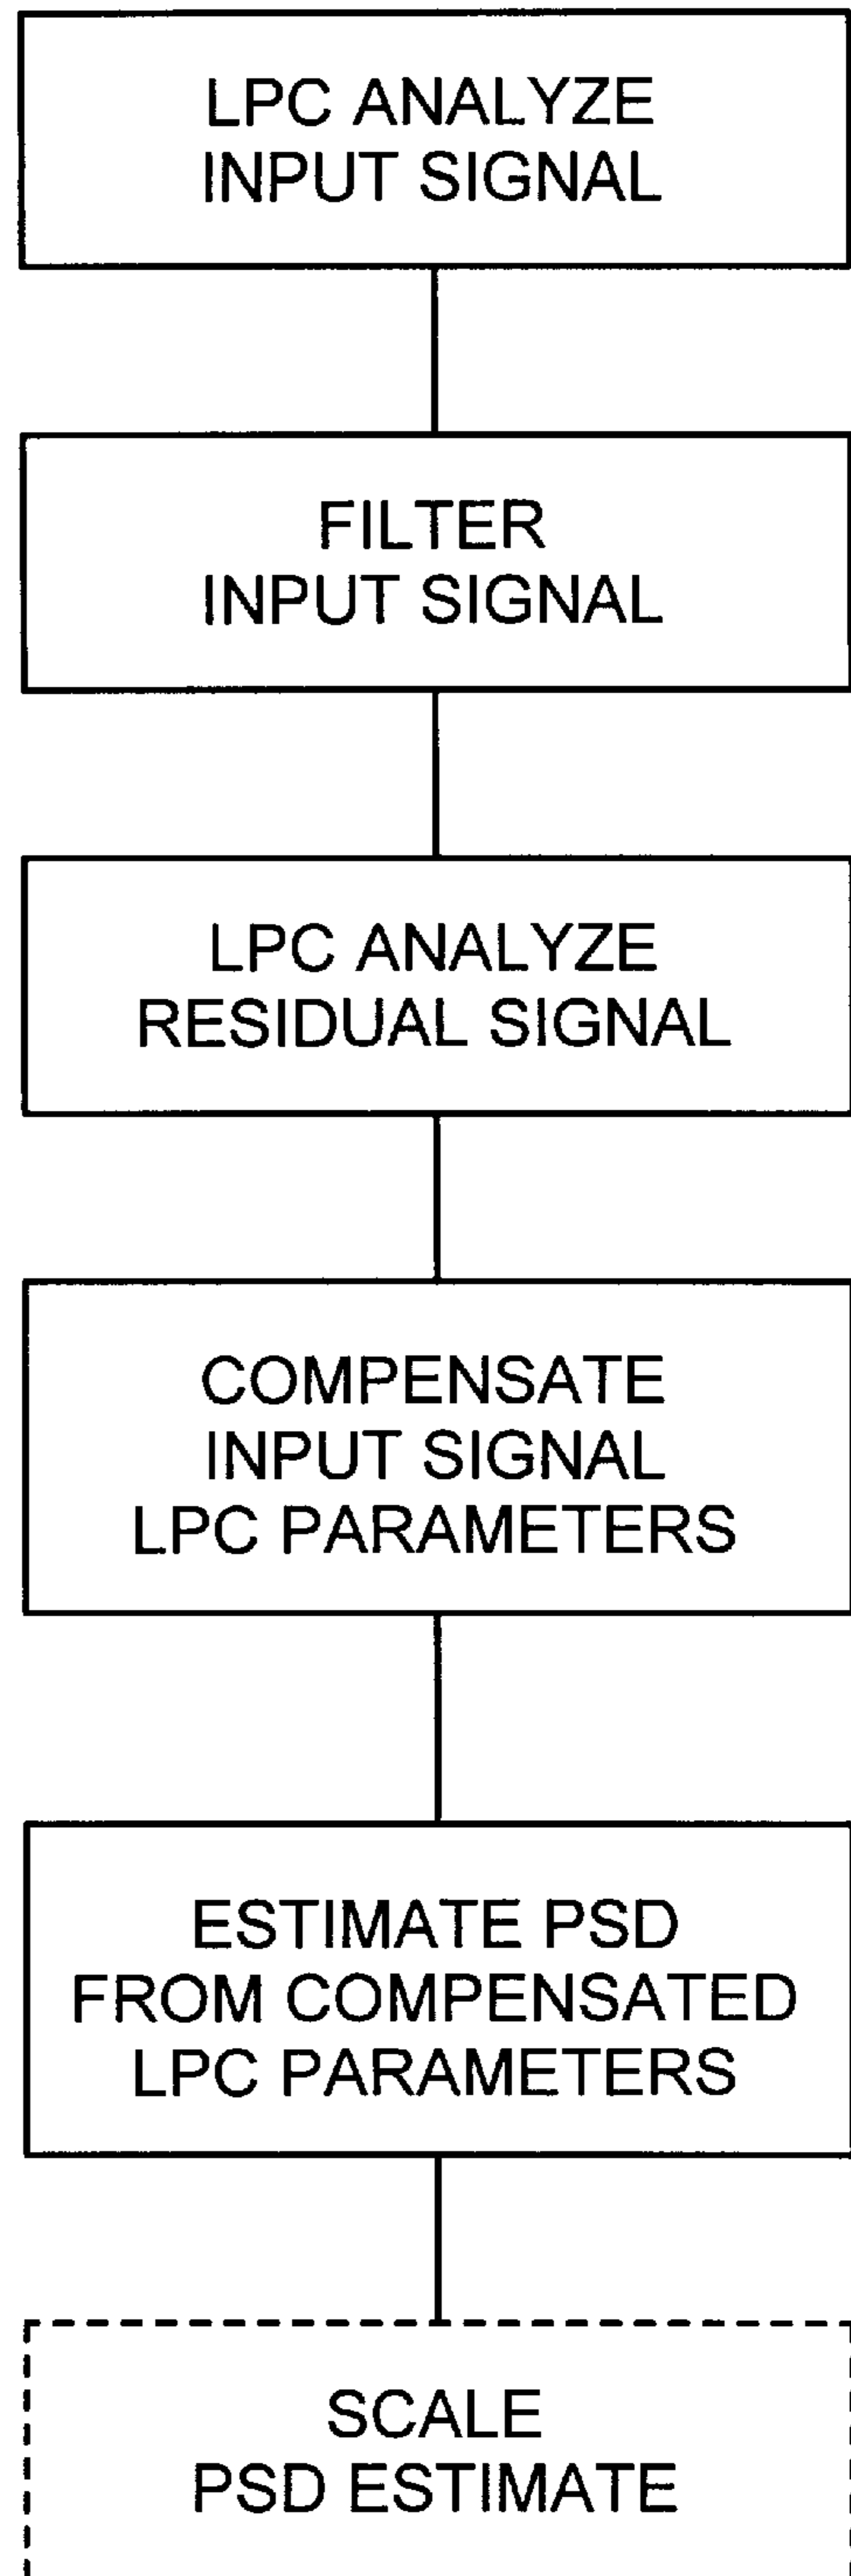 LPC ANALYZE
INPUT SIGNAL
FILTER
INPUT SIGNAL
LPC ANALYZE
RESIDUAL SIGNAL
COMPENSATE
INPUT SIGNAL
LPC PARAMETERS
ESTIMATE PSD
FROM COMPENSATED
LPC PARAMETERS
SCALE
PSD ESTIMATE